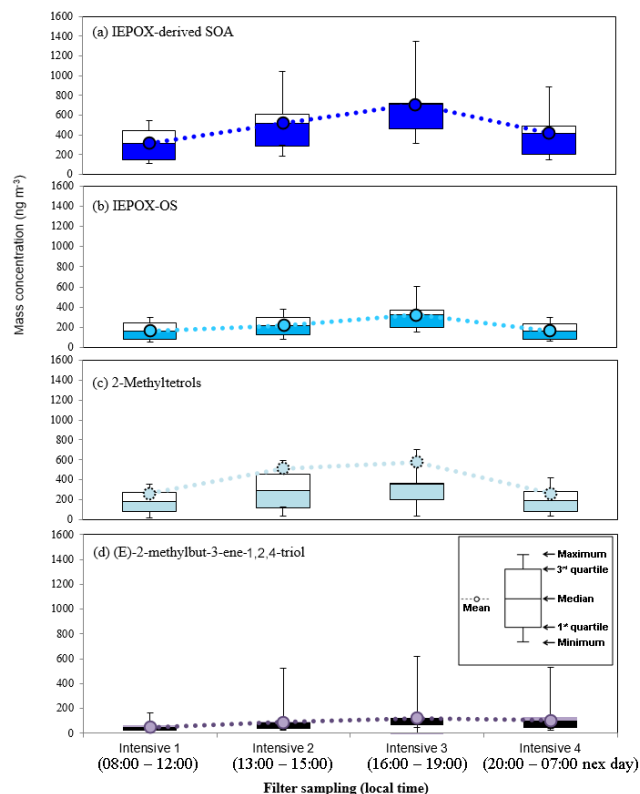 1600
(a) IEPOX-derived SOA
1400
1200
1000
800
600
400
200
0
1600
(b) IEPOX-OS
1400
1200
1000
800
600
400
200
0
Mass concentration (ng m-3)
1600
(c) 2-Methyltetrols
1400
1200
1000
800
600
400
200
0
1600
(d) (E)-2-methylbut-3-ene-1,2,4-triol
1400
1200
1000
800
600
400
200
0
Maximum
3rd quartile
Median
Mean
1st quartile
Minimum
Intensive 1 Intensive 2 Intensive 3 Intensive 4
(08:00 – 12:00) (13:00 – 15:00) (16:00 – 19:00) (20:00 – 07:00 nex day)
Filter sampling (local time)